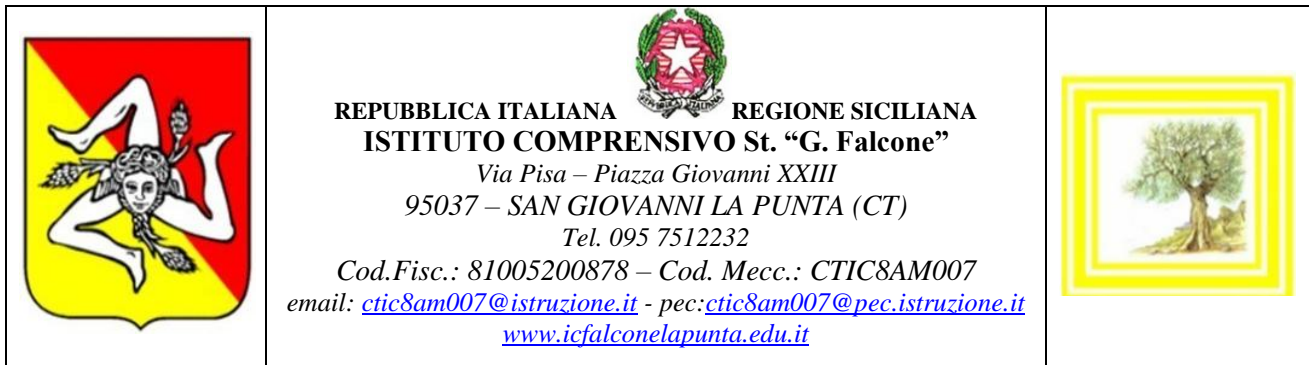 REPUBBLICA ITALIANA REGIONE SICILIANA
ISTITUTO COMPRENSIVO St. “G. Falcone”
Via Pisa – Piazza Giovanni XXIII
95037 – SAN GIOVANNI LA PUNTA (CT)
Tel. 095 7512232
Cod.Fisc.: 81005200878 – Cod. Mecc.: CTIC8AM007
email: ctic8am007@istruzione.it - pec:ctic8am007@pec.istruzione.it
www.icfalconelapunta.edu.it